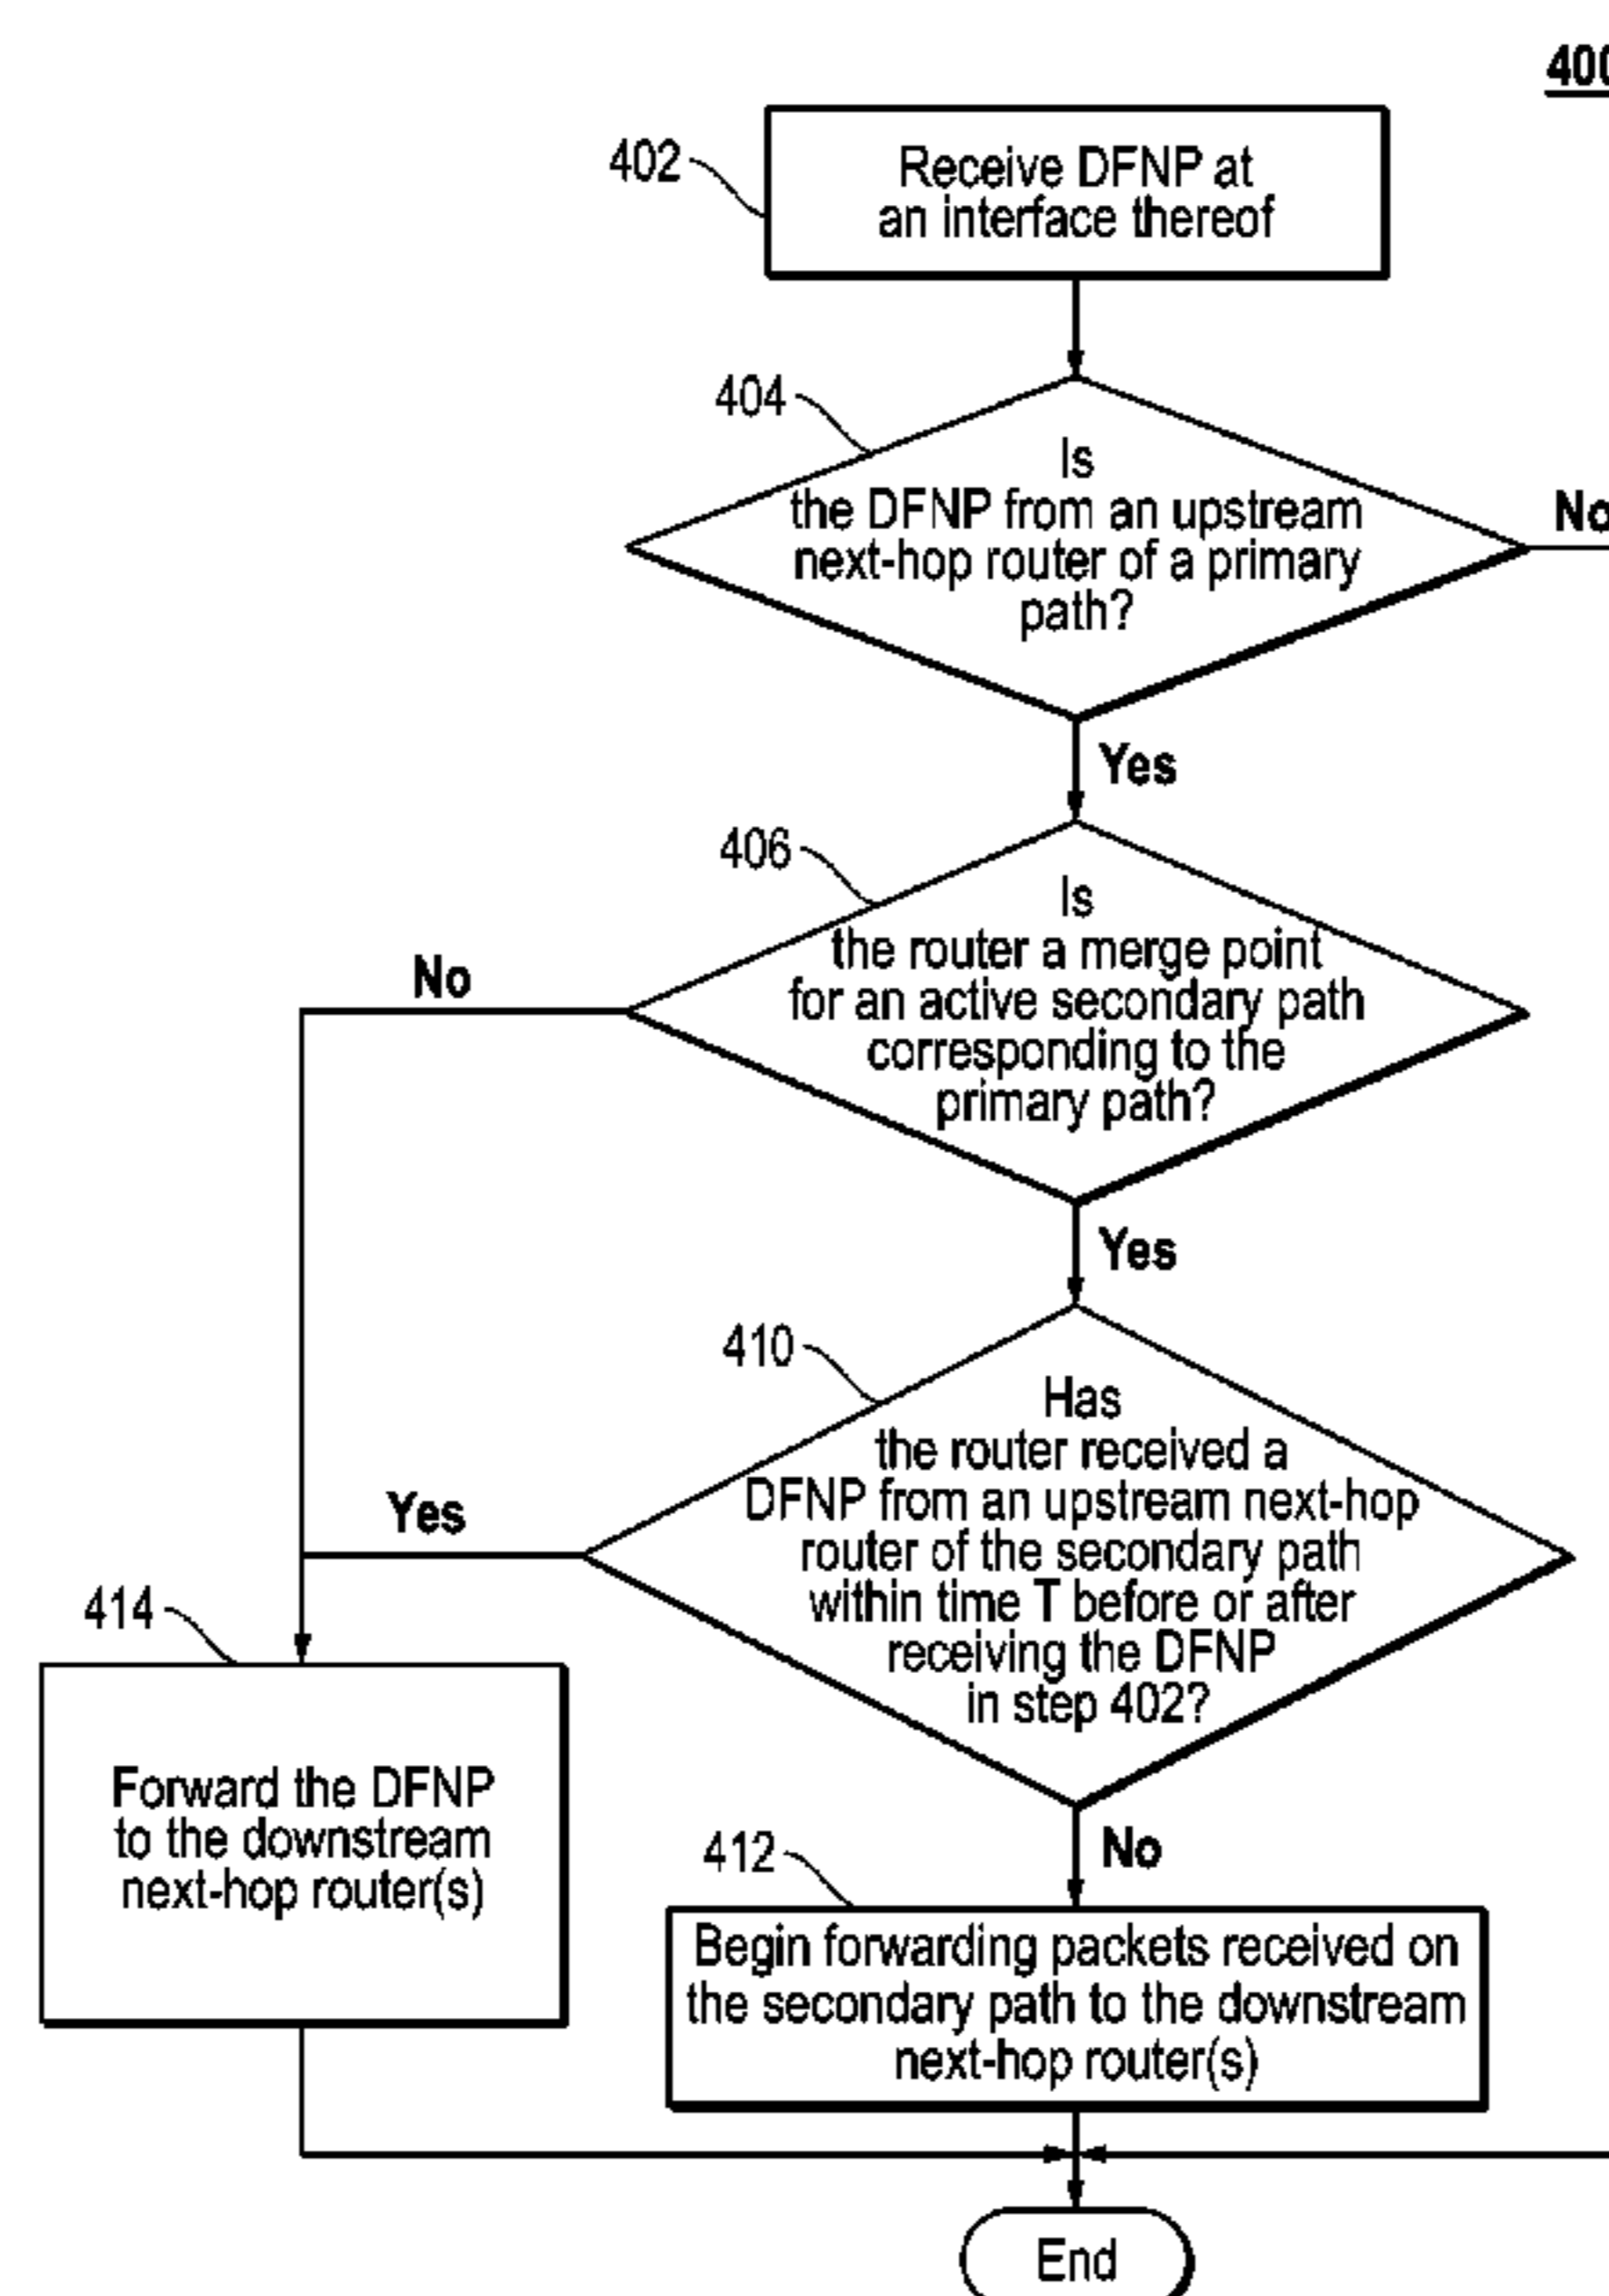 400
402
Receive DFNP at
an interface thereof
404
Is
the DFNP from an upstream
next-hop router of a primary
path?
No
Yes
406
Is
the router a merge point
for an active secondary path
corresponding to the
primary path?
No
Yes
410
Has
the router received a
DFNP from an upstream next-hop
router of the secondary path
within time T before or after
receiving the DFNP
in step 402?
Yes
No
414
Forward the DFNP
to the downstream
next-hop router(s)
412
Begin forwarding packets received on
the secondary path to the downstream
next-hop router(s)
End